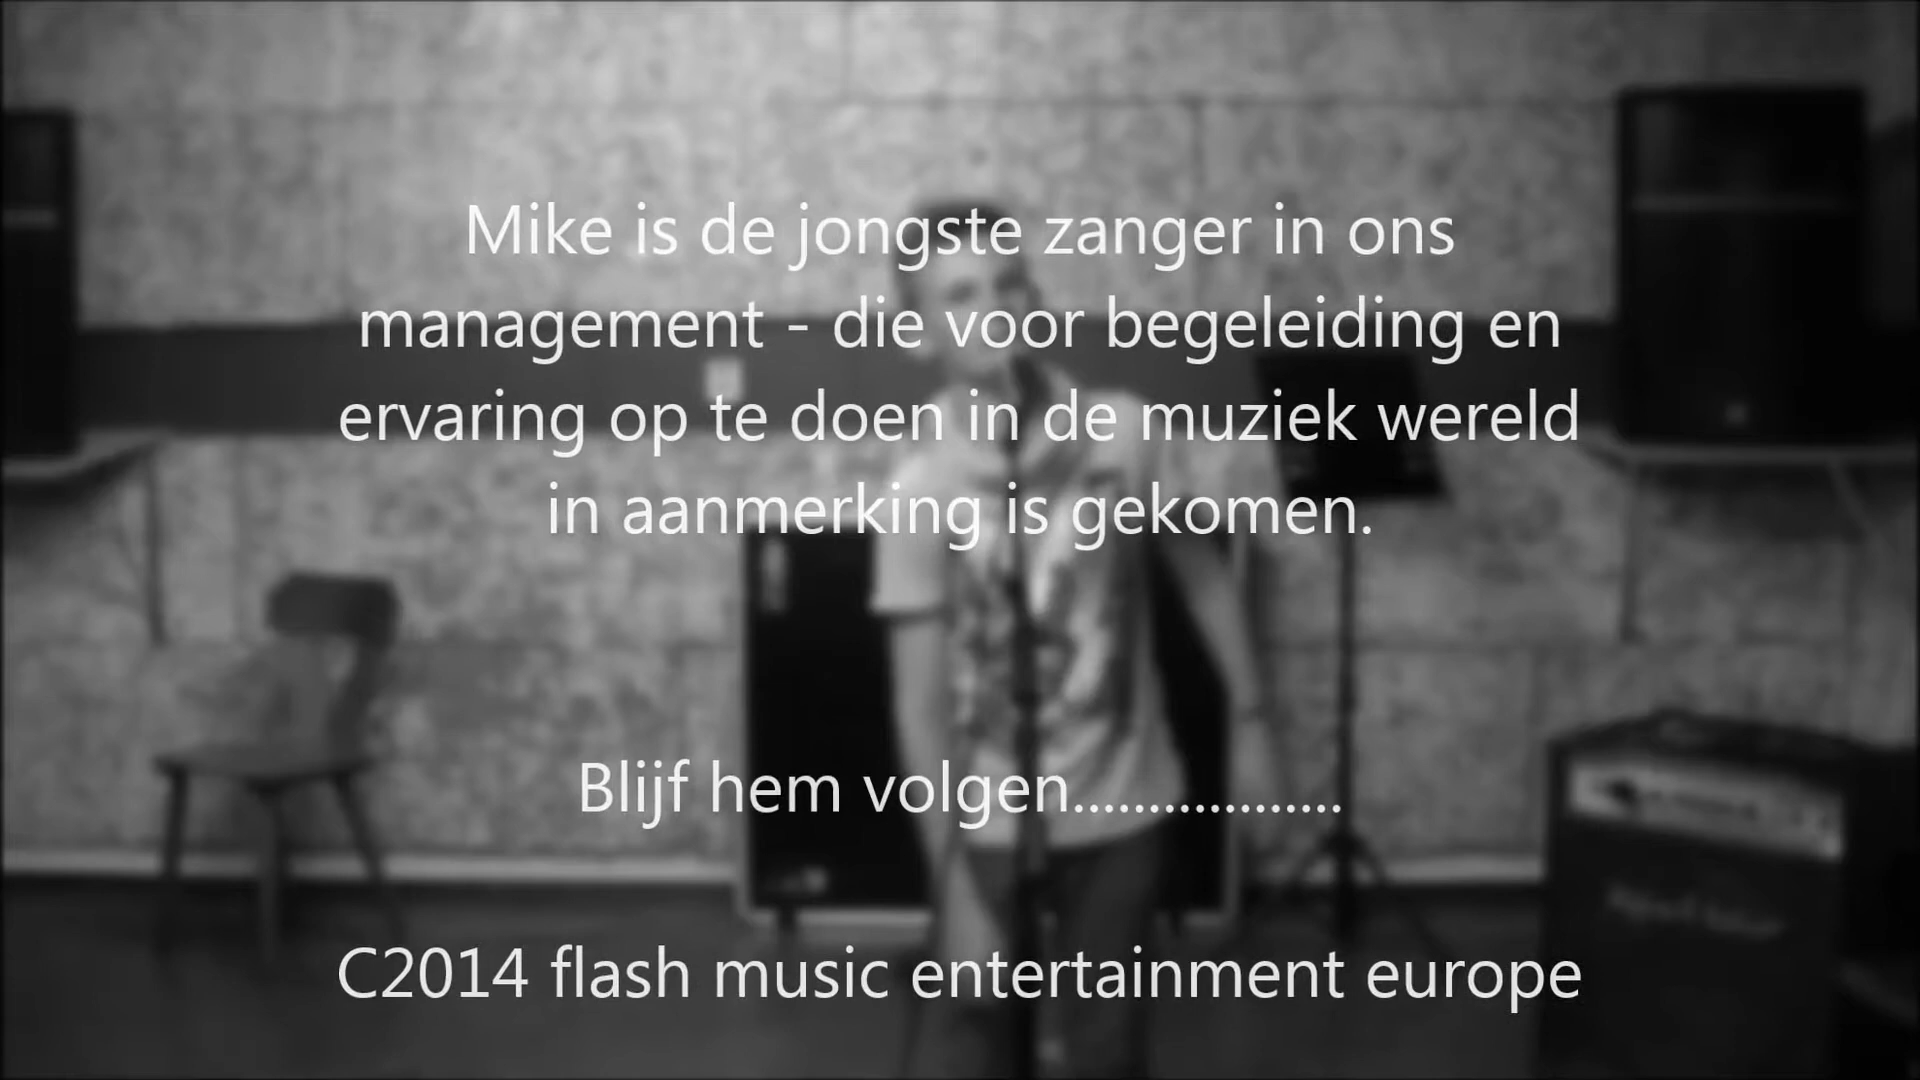 Mike is de jongste zanger in ons
management - die voor begeleiding en
ervaring op te doen in de muziek wereld
in aanmerking is gekomen.
Blijf hem volgen..................
C2014 flash music entertainment europe